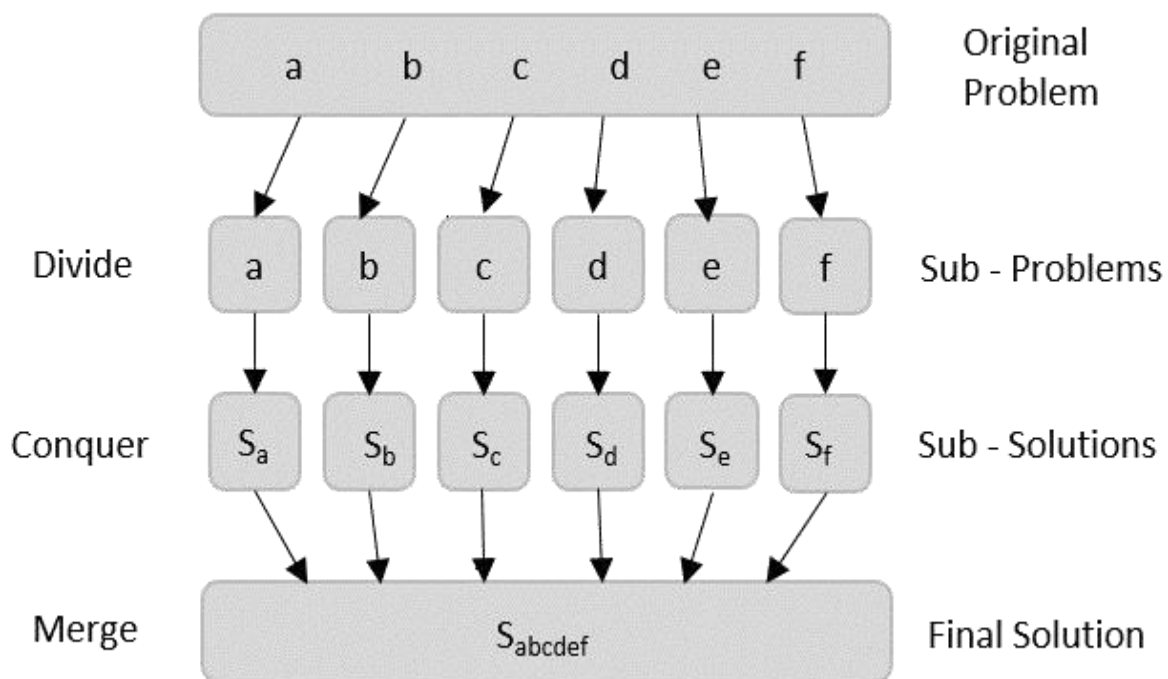 a b c d e f
Original
Problem
Divide
a b c d e f
Sub - Problems
Conquer
Sa Sb Sc Sd Se Sf
Sub - Solutions
Merge
Sabcdef
Final Solution